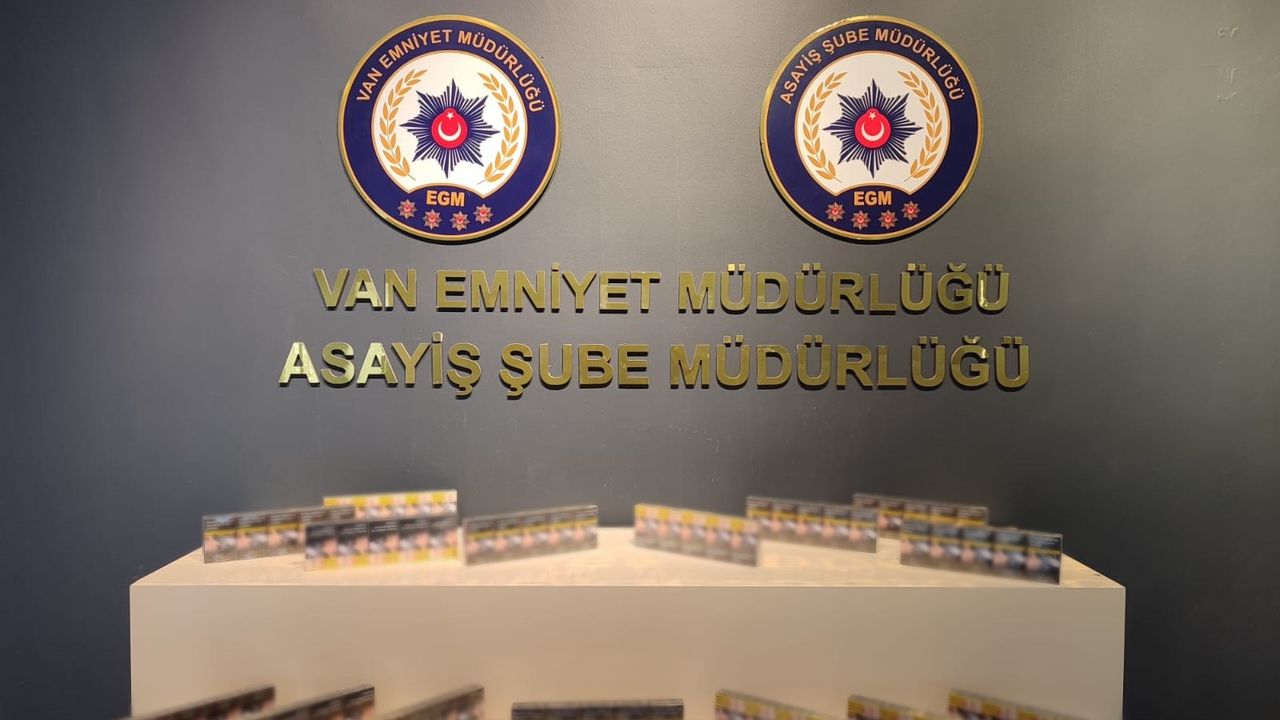 VAN EMNİYET MÜDÜRLÜĞÜ
EGM
ASAYİŞ ŞUBE MÜDÜRLÜĞÜ
EGM
VAN EMNİYET MÜDÜRLÜĞÜ
ASAYİŞ ŞUBE MÜDÜRLÜĞÜ